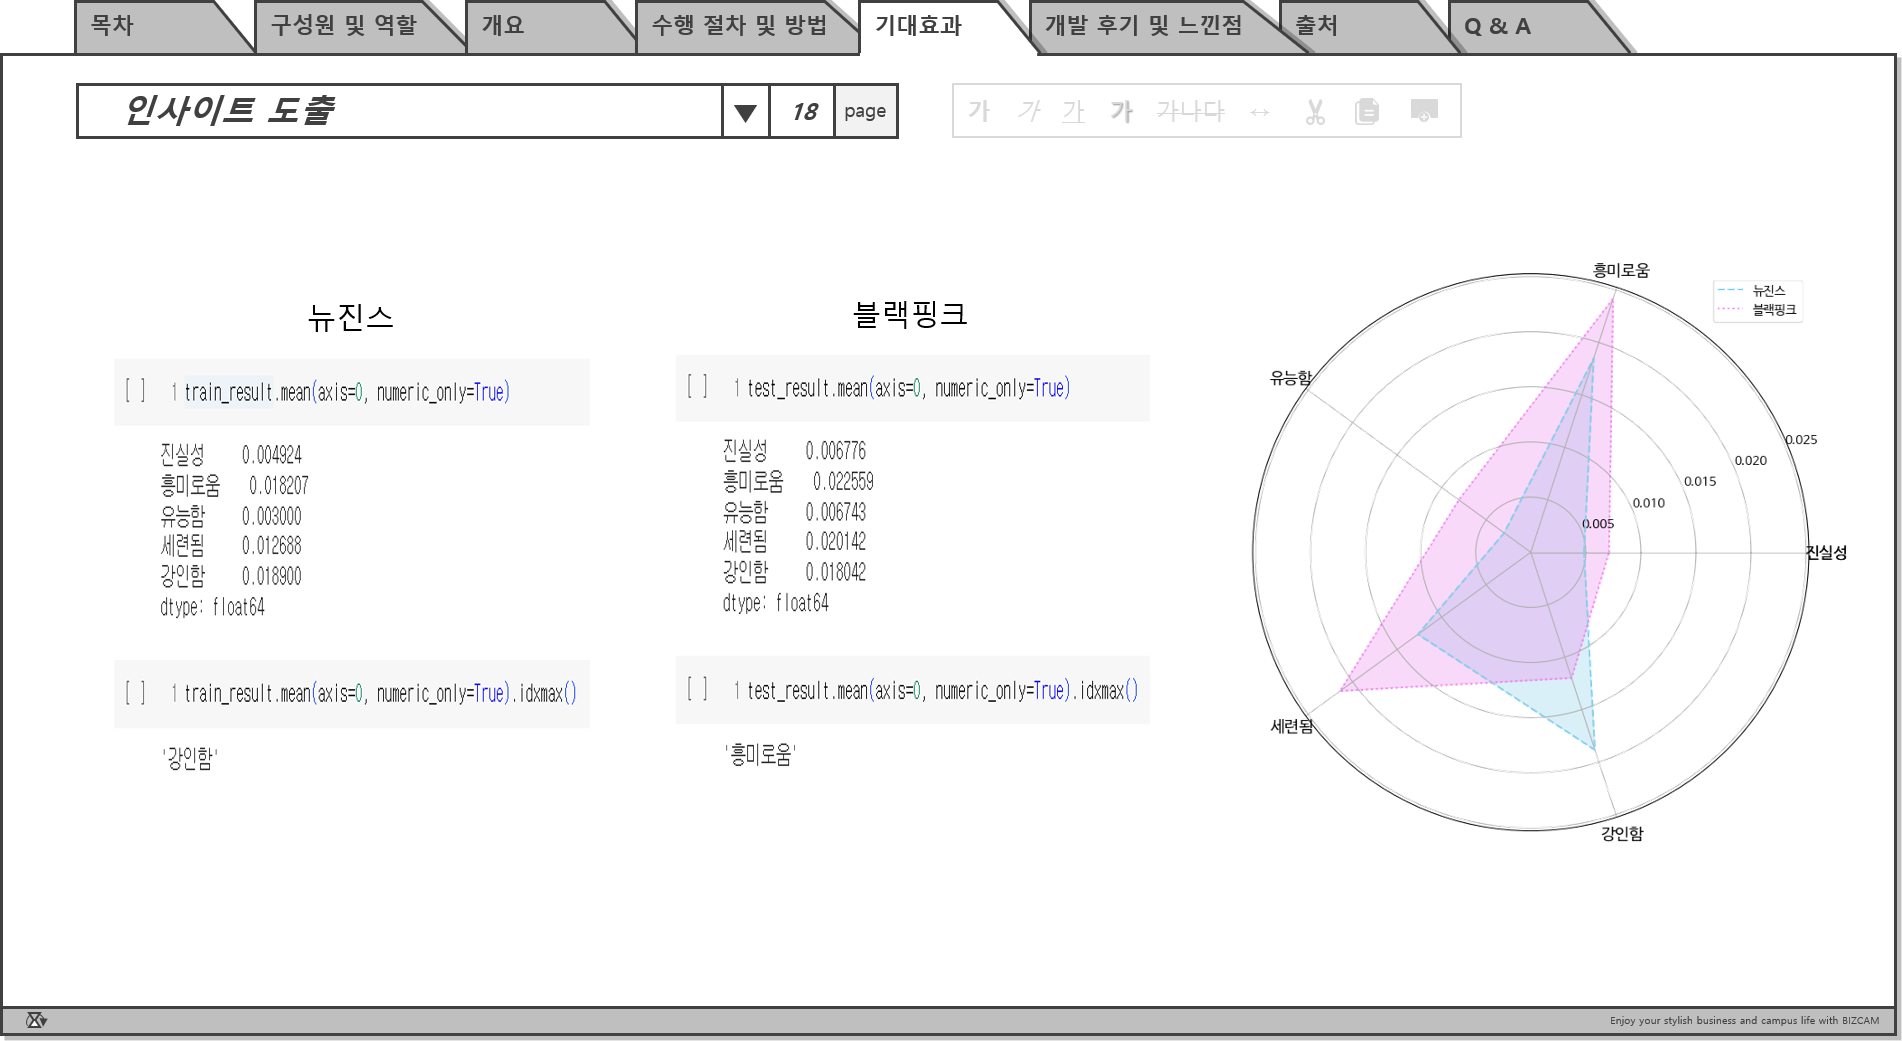 목차
구성원 및 역할
개요
수행 절차 및 방법
기대효과
개발 후기 및 느낀점
출처
Q & A
인사이트 도출
▼
18
page
가 가 가 가 가나다 ↔
뉴진스
[ ] 1 train_result.mean(axis=0, numeric_only=True)
진실성 0.004924
흥미로움 0.018207
유능함 0.003000
세련됨 0.012688
강인함 0.018900
dtype: float64
[ ] 1 train_result.mean(axis=0, numeric_only=True).idxmax()
'강인함'
블랙핑크
[ ] 1 test_result.mean(axis=0, numeric_only=True)
진실성 0.006776
흥미로움 0.022559
유능함 0.006743
세련됨 0.020142
강인함 0.018042
dtype: float64
[ ] 1 test_result.mean(axis=0, numeric_only=True).idxmax()
'흥미로움'
흥미로움
뉴진스
블랙핑크
유능함
0.025
0.020
0.015
0.010
0.005
진실성
세련됨
강인함
Enjoy your stylish business and campus life with BIZCAM